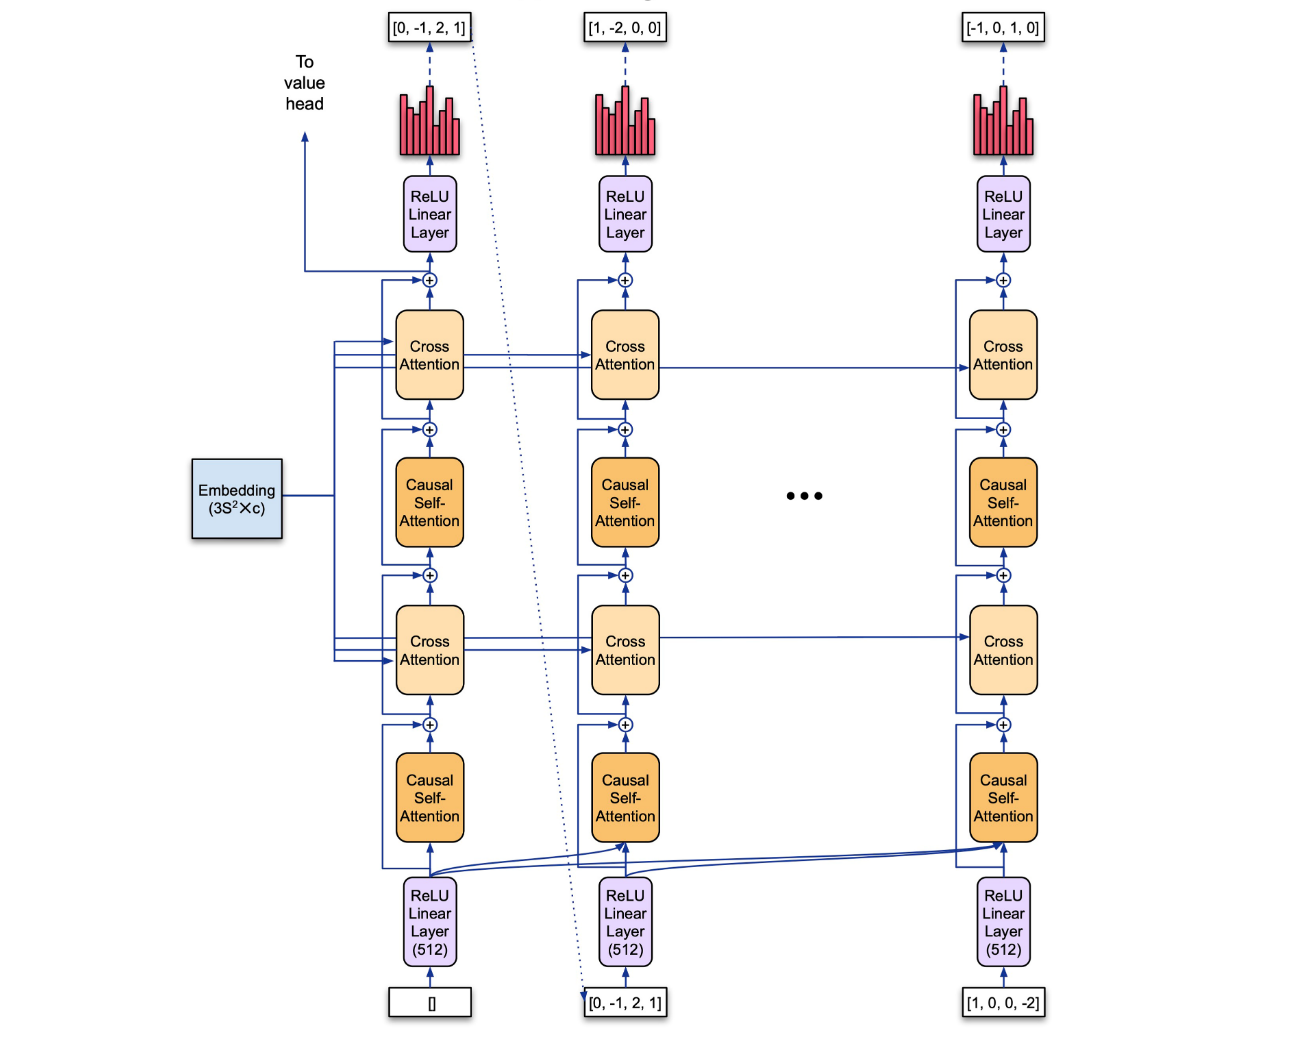 [0, -1, 2, 1]
[1, -2, 0, 0]
[-1, 0, 1, 0]
To
value
head
ReLU
Linear
Layer
ReLU
Linear
Layer
ReLU
Linear
Layer
Cross
Attention
Cross
Attention
Cross
Attention
Embedding
(3S²×c)
Causal
Self-
Attention
Causal
Self-
Attention
Causal
Self-
Attention
Cross
Attention
Cross
Attention
Cross
Attention
Causal
Self-
Attention
Causal
Self-
Attention
Causal
Self-
Attention
ReLU
Linear
Layer
(512)
ReLU
Linear
Layer
(512)
ReLU
Linear
Layer
(512)
[]
[0, -1, 2, 1]
[1, 0, 0, -2]